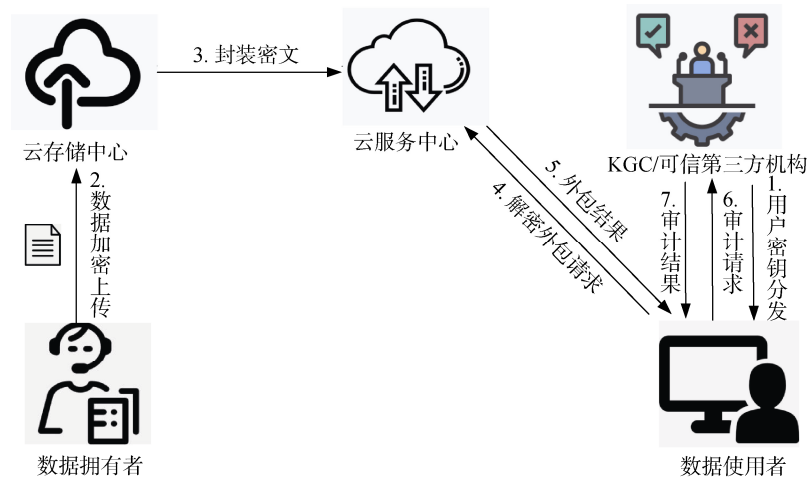 3. 封装密文
云存储中心
云服务中心
KGC/可信第三方机构
2.数据加密上传
5. 外包结果
4. 解密外包请求
7.审计结果
6.审计请求
1.用户密钥分发
数据拥有者
数据使用者